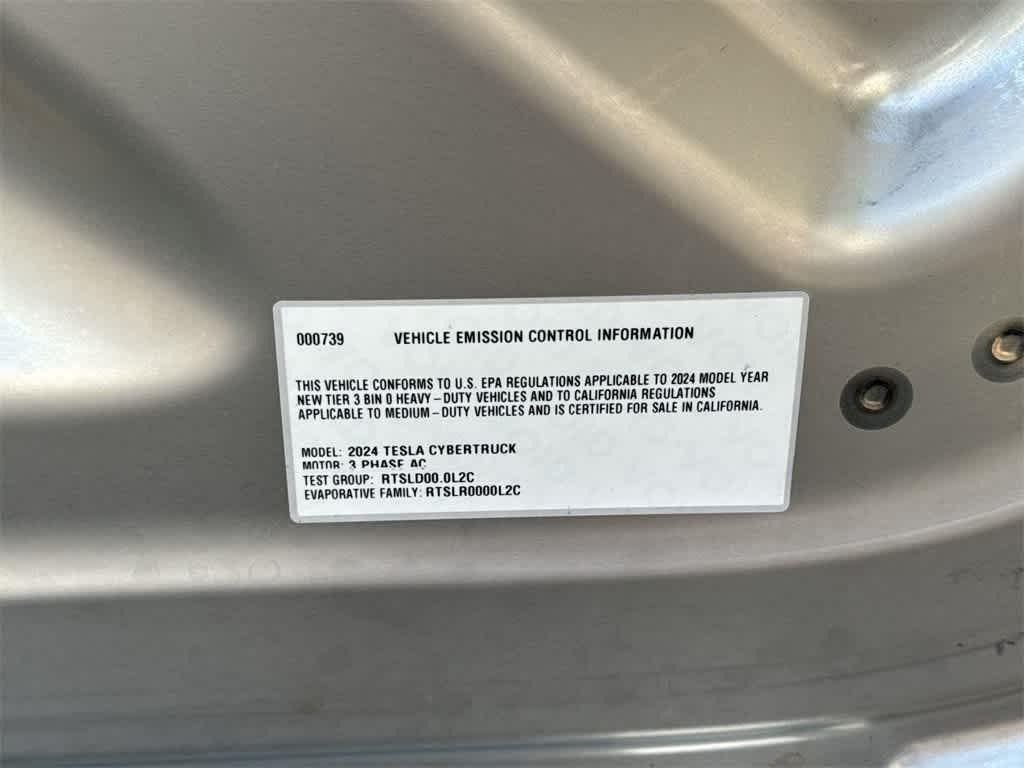 000739 VEHICLE EMISSION CONTROL INFORMATION
THIS VEHICLE CONFORMS TO U.S. EPA REGULATIONS APPLICABLE TO 2024 MODEL YEAR
NEW TIER 3 BIN 0 HEAVY-DUTY VEHICLES AND TO CALIFORNIA REGULATIONS
APPLICABLE TO MEDIUM-DUTY VEHICLES AND IS CERTIFIED FOR SALE IN CALIFORNIA.
MODEL: 2024 TESLA CYBERTRUCK
MOTOR: 3 PHASE AC
TEST GROUP: RTSLD00.0L2C
EVAPORATIVE FAMILY: RTSLR0000L2C